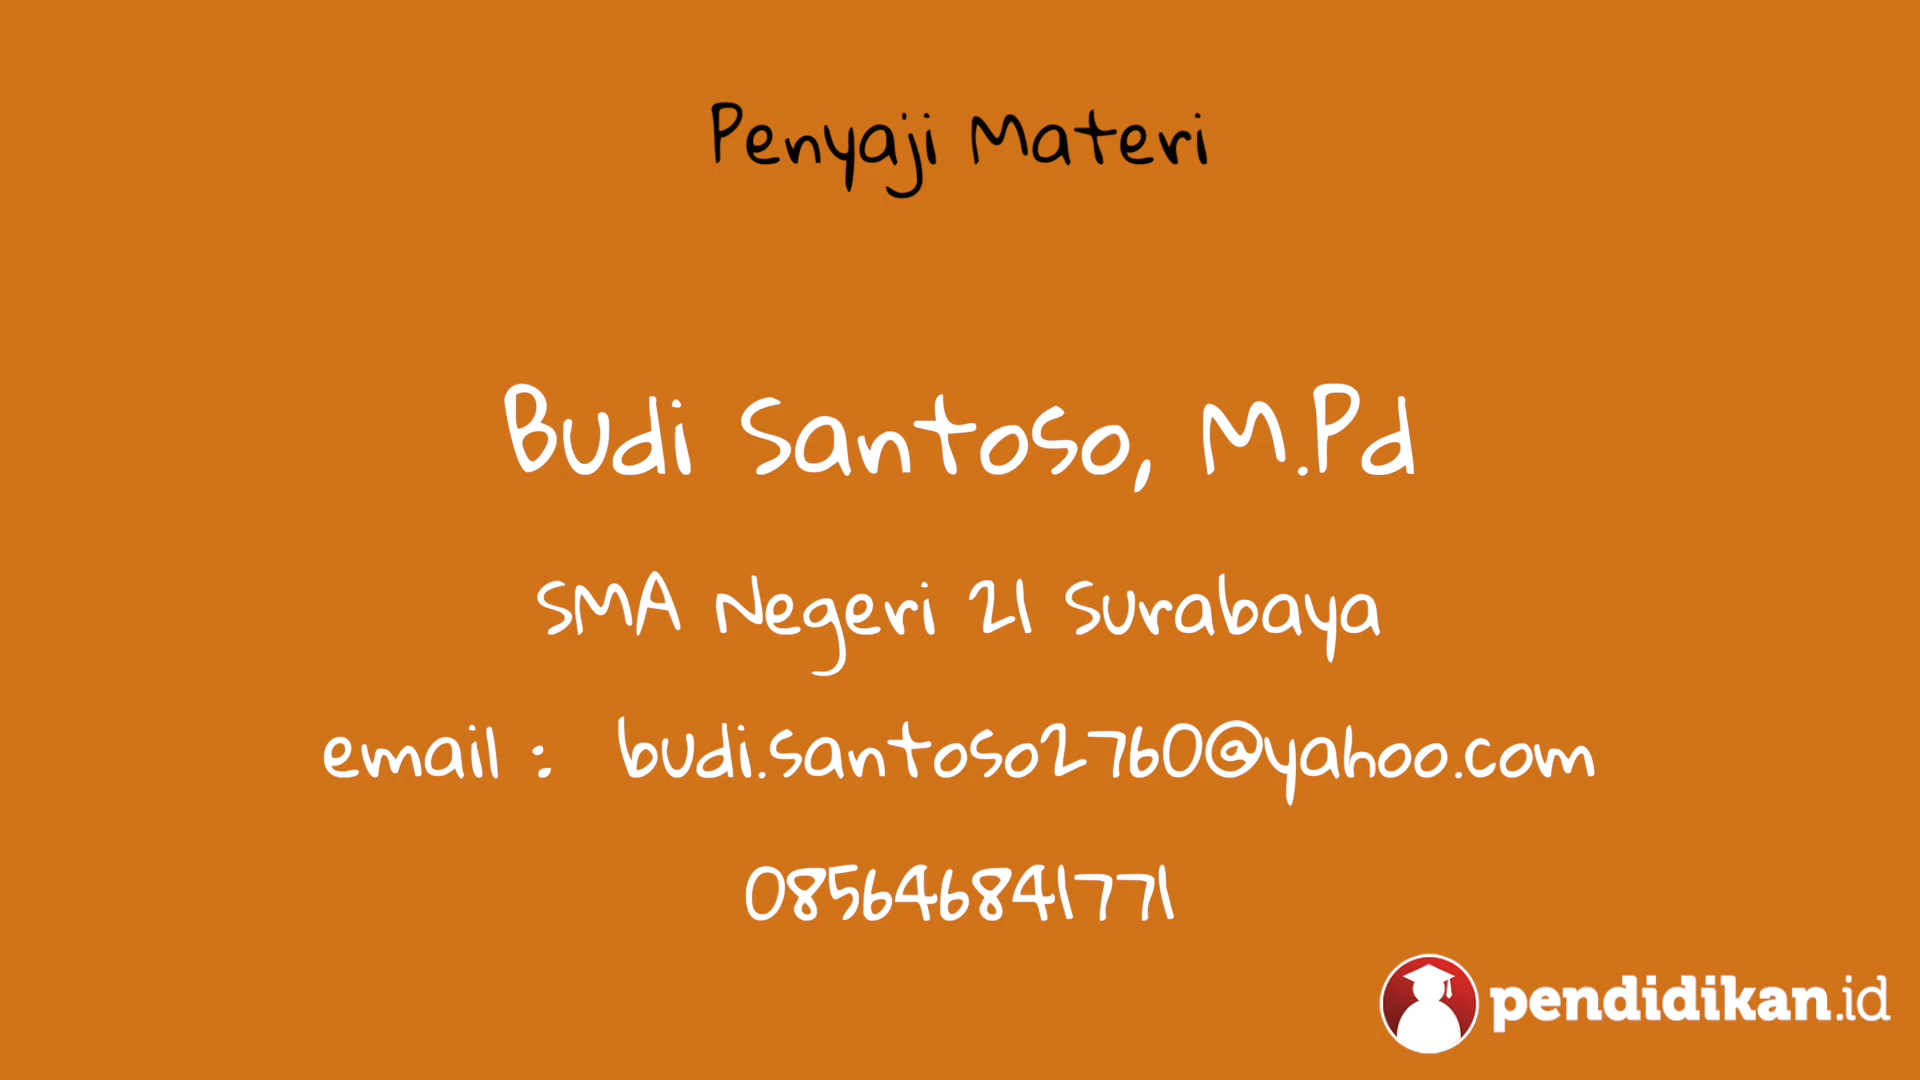 Penyaji Materi
Budi Santoso, M.Pd
SMA Negeri 21 Surabaya
email : budi.santoso2760@yahoo.com
085646841771
pendidikan.id